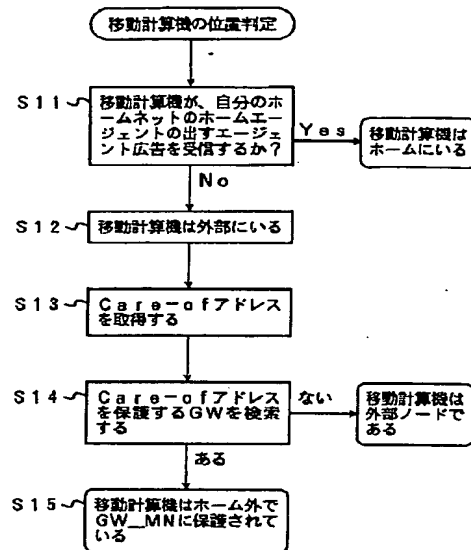 移動計算機の位置判定
S11
移動計算機が、自分のホ
ームネットのホームエー
ジェントの出すエージェ
ント広告を受信するか?
Yes
移動計算機は
ホームにいる
No
S12
移動計算機は外部にいる
S13
Care-ofアドレス
を取得する
S14
Care-ofアドレス
を保護するGWを検索
する
ない
移動計算機は
外部ノードで
ある
ある
S15
移動計算機はホーム外で
GW_MNに保護されて
いる